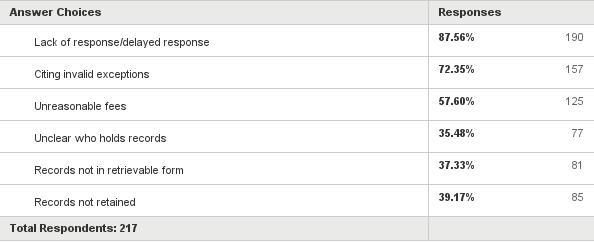 Answer Choices Responses
Lack of response/delayed response 87.56% 190
Citing invalid exceptions 72.35% 157
Unreasonable fees 57.60% 125
Unclear who holds records 35.48% 77
Records not in retrievable form 37.33% 81
Records not retained 39.17% 85
Total Respondents: 217